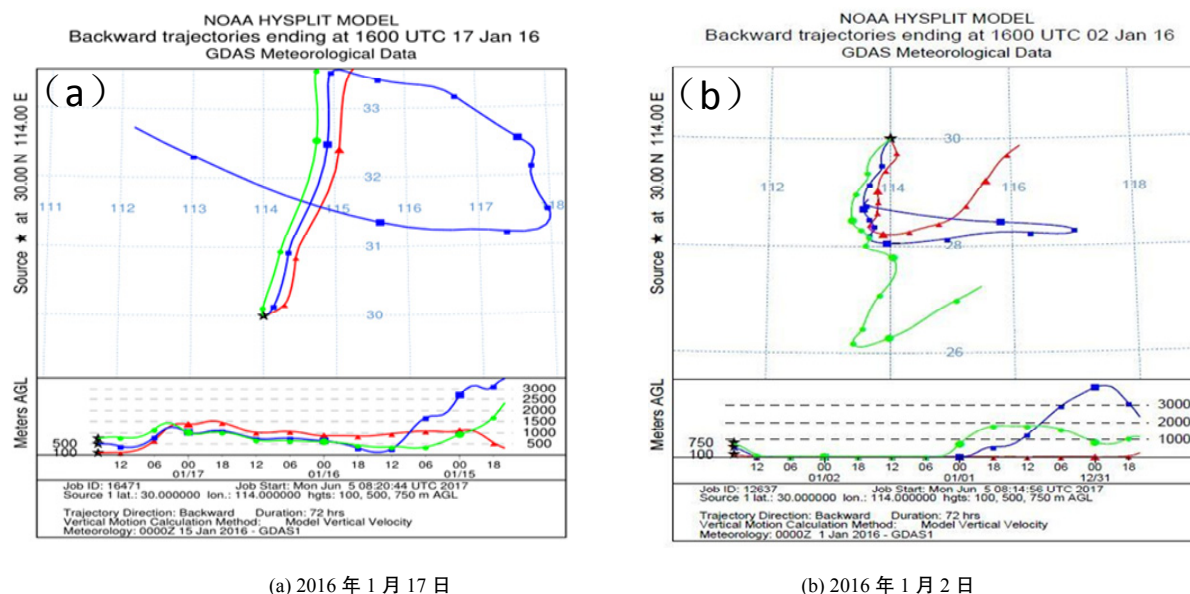 NOAA HYSPLIT MODEL
Backward trajectories ending at 1600 UTC 17 Jan 16
GDAS Meteorological Data
(a)
Source ★ at 30.00 N 114.00 E
33
32
31
30
111 112 113 114 115 116 117 118
Meters AGL
3000
2500
2000
1500
1000
500
500
100
12 06 00 18 12 06 00 18 12 06 00 18
01/17 01/16 01/15
Job ID: 16471 Job Start: Mon Jun 5 08:20:44 UTC 2017
Source 1 lat.: 30.000000 lon.: 114.000000 hgts: 100, 500, 750 m AGL
Trajectory Direction: Backward Duration: 72 hrs
Vertical Motion Calculation Method: Model Vertical Velocity
Meteorology: 0000Z 15 Jan 2016 - GDAS1
(a) 2016 年 1 月 17 日
NOAA HYSPLIT MODEL
Backward trajectories ending at 1600 UTC 02 Jan 16
GDAS Meteorological Data
(b)
Source ★ at 30.00 N 114.00 E
30
112 114 116 118
28
26
Meters AGL
3000
2000
1000
750
100
12 06 00 18 12 06 00 18 12 06 00 18
01/02 01/01 12/31
Job ID: 12637 Job Start: Mon Jun 5 08:14:56 UTC 2017
Source 1 lat.: 30.000000 lon.: 114.000000 hgts: 100, 500, 750 m AGL
Trajectory Direction: Backward Duration: 72 hrs
Vertical Motion Calculation Method: Model Vertical Velocity
Meteorology: 0000Z 1 Jan 2016 - GDAS1
(b) 2016 年 1 月 2 日